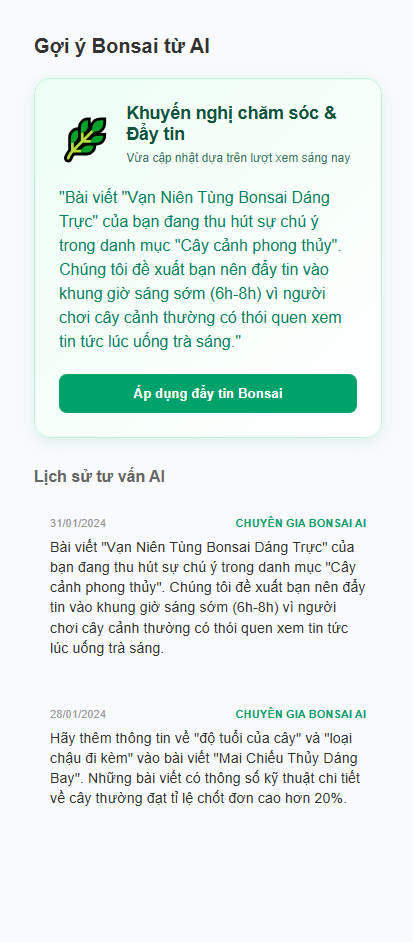 Gợi ý Bonsai từ AI
Khuyến nghị chăm sóc &
Đẩy tin
Vừa cập nhật dựa trên lượt xem sáng nay
"Bài viết "Vạn Niên Tùng Bonsai Dáng
Trực" của bạn đang thu hút sự chú ý
trong danh mục "Cây cảnh phong thủy".
Chúng tôi đề xuất bạn nên đẩy tin vào
khung giờ sáng sớm (6h-8h) vì người
chơi cây cảnh thường có thói quen xem
tin tức lúc uống trà sáng."
Áp dụng đẩy tin Bonsai
Lịch sử tư vấn AI
31/01/2024 CHUYÊN GIA BONSAI AI
Bài viết "Vạn Niên Tùng Bonsai Dáng Trực" của
bạn đang thu hút sự chú ý trong danh mục "Cây
cảnh phong thủy". Chúng tôi đề xuất bạn nên đẩy
tin vào khung giờ sáng sớm (6h-8h) vì người
chơi cây cảnh thường có thói quen xem tin tức
lúc uống trà sáng.
28/01/2024 CHUYÊN GIA BONSAI AI
Hãy thêm thông tin về "độ tuổi của cây" và "loại
chậu đi kèm" vào bài viết "Mai Chiếu Thủy Dáng
Bay". Những bài viết có thông số kỹ thuật chi tiết
về cây thường đạt tỉ lệ chốt đơn cao hơn 20%.